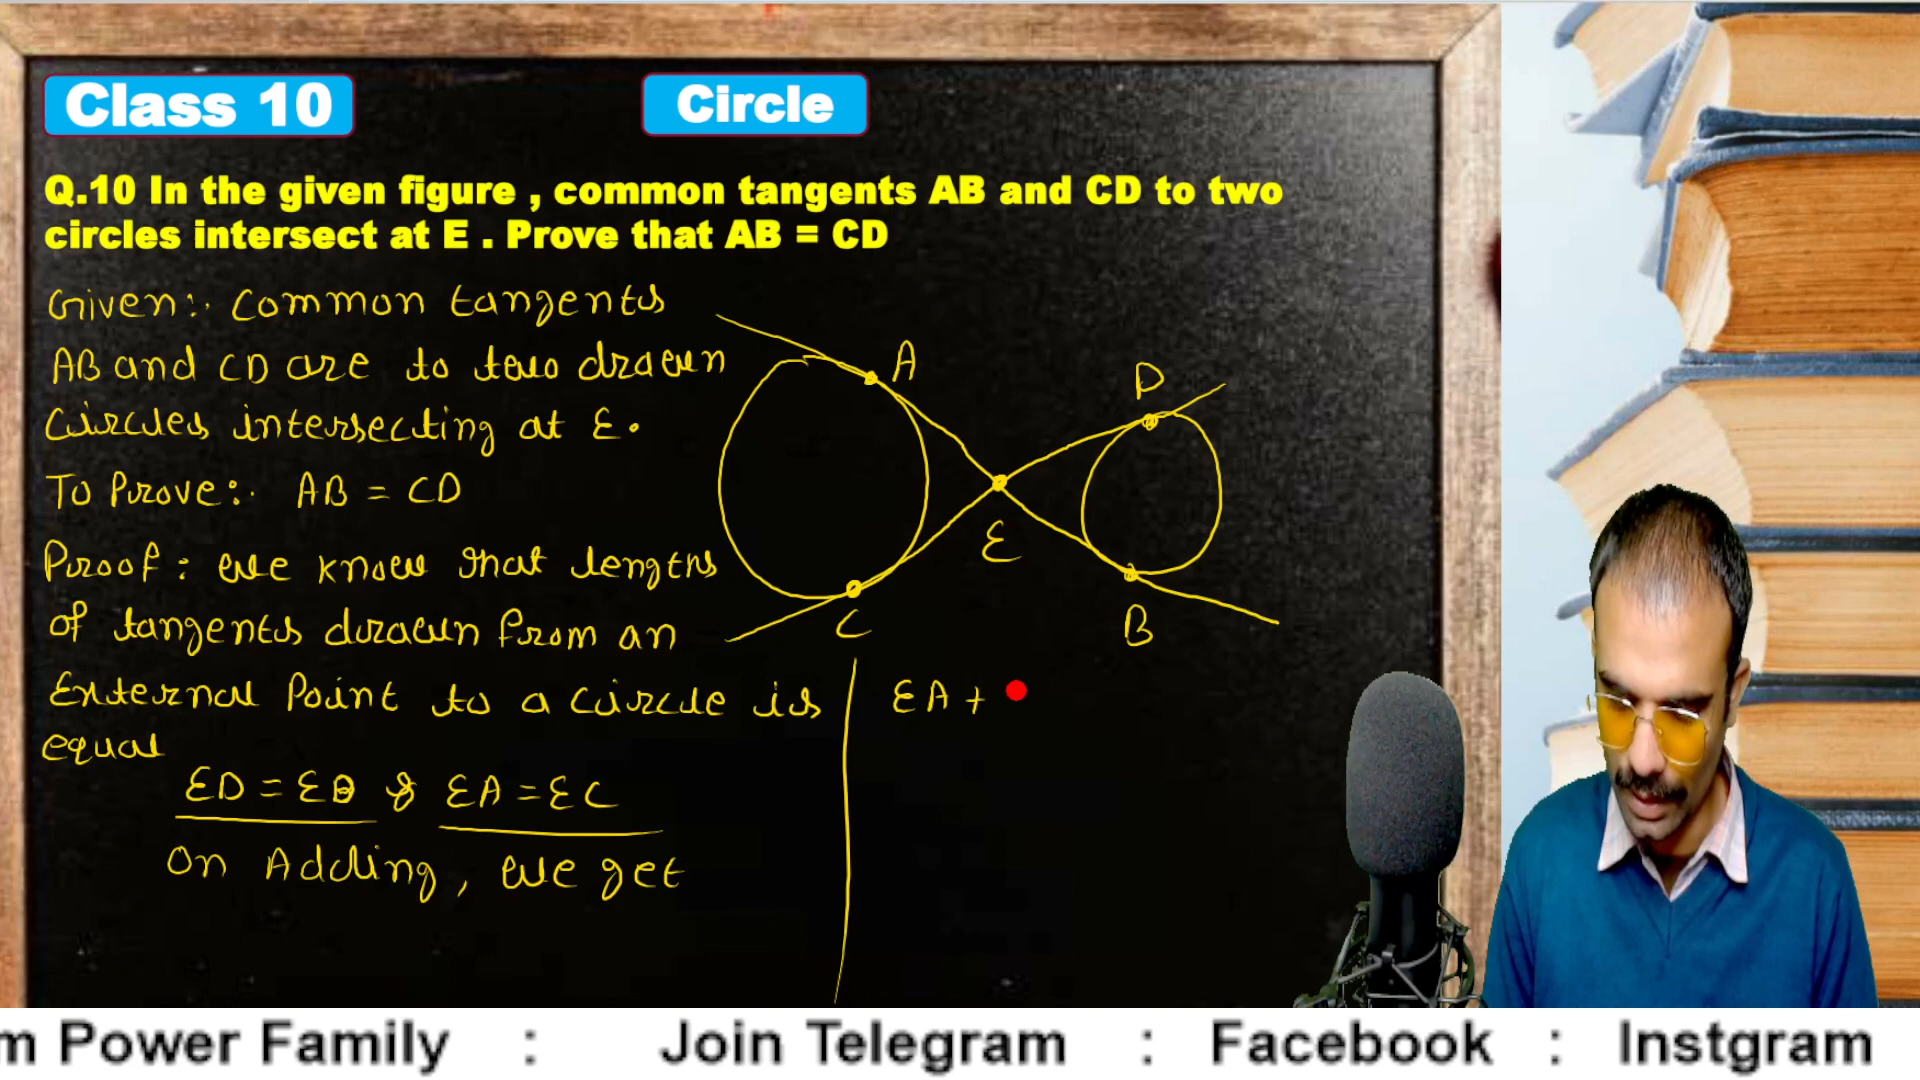 Class 10
Circle
Q.10 In the given figure , common tangents AB and CD to two
circles intersect at E . Prove that AB = CD
Given:. Common tangents
AB and CD are to two drawn
Circles intersecting at E.
To Prove:. AB = CD
Proof: we know that lengths
of tangents drawn from an
External Point to a circle is
equal
ED = EB & EA = EC
On Adding, we get
EA +
A
D
E
C
B
m Power Family : Join Telegram : Facebook : Instgram